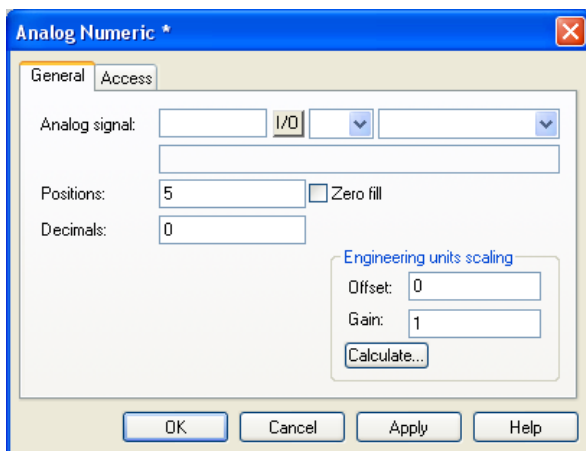 Analog Numeric *
General Access
Analog signal: I/O
Positions: 5 Zero fill
Decimals: 0
Engineering units scaling
Offset: 0
Gain: 1
Calculate...
OK Cancel Apply Help